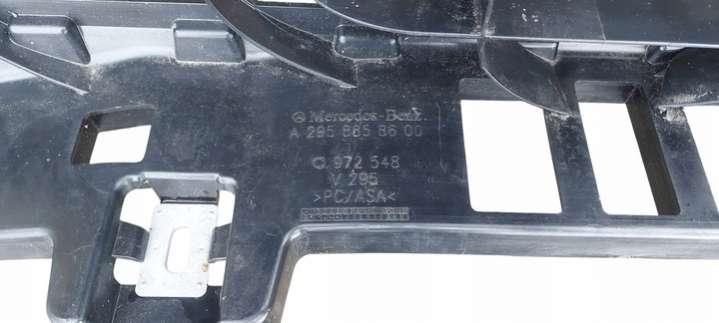 Mercedes-Benz
A 295 885 86 00
972 548
V 295
>PC/ASA<